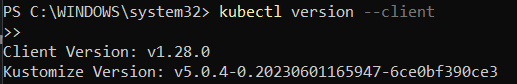 PS C:\WINDOWS\system32> kubectl version --client
>>
Client Version: v1.28.0
Kustomize Version: v5.0.4-0.20230601165947-6ce0bf390ce3